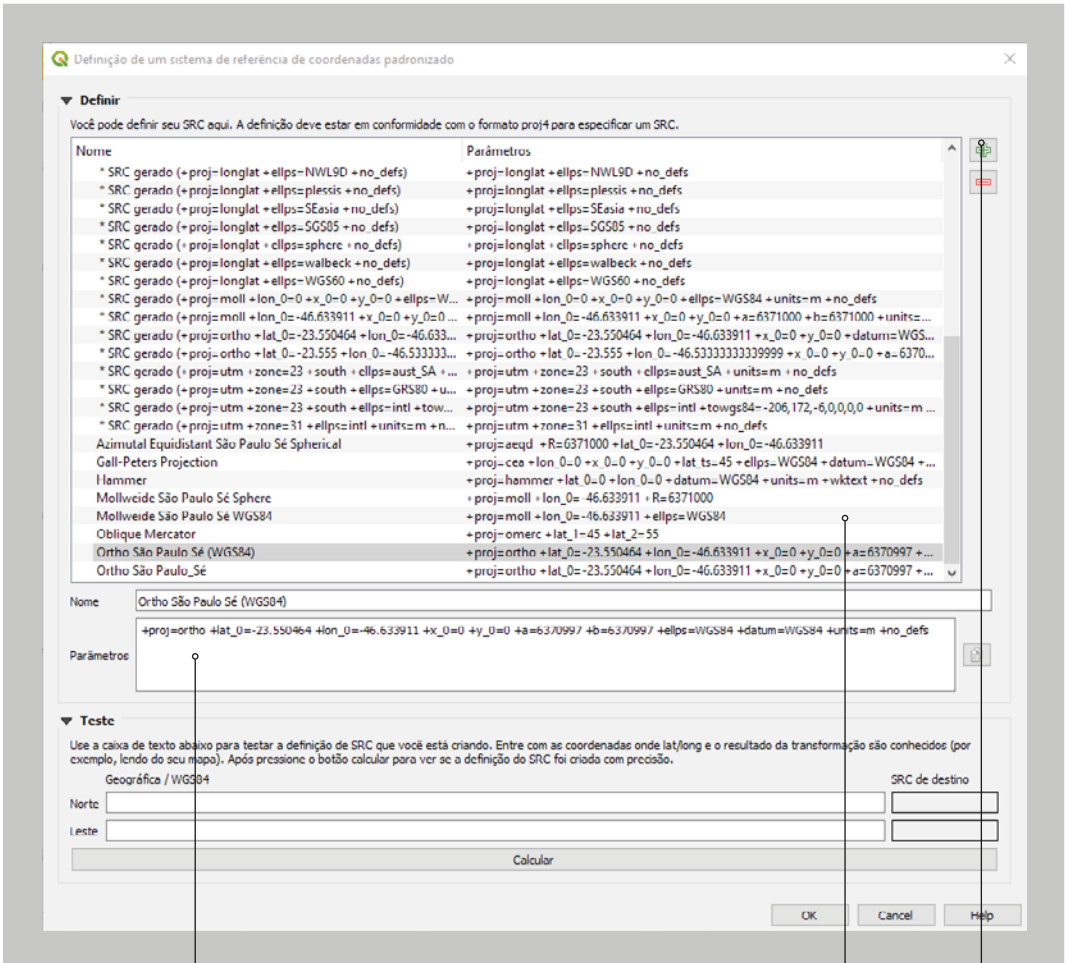 Definição de um sistema de referência de coordenadas padronizado
Definir
Você pode definir seu SRC aqui. A definição deve estar em conformidade com o formato proj4 para especificar um SRC.
Nome Parâmetros
* SRC gerado (+proj=longlat +ellps=NWL9D +no_defs) +proj=longlat +ellps=NWL9D +no_defs
* SRC gerado (+proj=longlat +ellps=plessis +no_defs) +proj=longlat +ellps=plessis +no_defs
* SRC gerado (+proj=longlat +ellps=SEasia +no_defs) +proj=longlat +ellps=SEasia +no_defs
* SRC gerado (+proj=longlat +ellps=SGS85 +no_defs) +proj=longlat +ellps=SGS85 +no_defs
* SRC gerado (+proj=longlat +ellps=sphere +no_defs) +proj=longlat +ellps=sphere +no_defs
* SRC gerado (+proj=longlat +ellps=walbeck +no_defs) +proj=longlat +ellps=walbeck +no_defs
* SRC gerado (+proj=longlat +ellps=WGS60 +no_defs) +proj=longlat +ellps=WGS60 +no_defs
* SRC gerado (+proj=moll +lon_0=0 +x_0=0 +y_0=0 +ellps=W... +proj=moll +lon_0=0 +x_0=0 +y_0=0 +ellps=WGS84 +units=m +no_defs
* SRC gerado (+proj=moll +lon_0=-46.633911 +x_0=0 +y_0=0 ... +proj=moll +lon_0=-46.633911 +x_0=0 +y_0=0 +a=6371000 +b=6371000 +units=...
* SRC gerado (+proj=ortho +lat_0=-23.550464 +lon_0=-46.633... +proj=ortho +lat_0=-23.550464 +lon_0=-46.633911 +x_0=0 +y_0=0 +datum=WGS...
* SRC gerado (+proj=ortho +lat_0=-23.555 +lon_0=-46.533333... +proj=ortho +lat_0=-23.555 +lon_0=-46.53333333339999 +x_0=0 +y_0=0 +a=6370...
* SRC gerado (+proj=utm +zone=23 +south +ellps=aust_SA +... +proj=utm +zone=23 +south +ellps=aust_SA +units=m +no_defs
* SRC gerado (+proj=utm +zone=23 +south +ellps=GRS80 +u... +proj=utm +zone=23 +south +ellps=GRS80 +units=m +no_defs
* SRC gerado (+proj=utm +zone=23 +south +ellps=intl +tow... +proj=utm +zone=23 +south +ellps=intl +towgs84=-206,172,-6,0,0,0,0 +units=m ...
* SRC gerado (+proj=utm +zone=31 +ellps=intl +units=m +n... +proj=utm +zone=31 +ellps=intl +units=m +no_defs
Azimutal Equidistant São Paulo Sé Spherical +proj=aeqd +R=6371000 +lat_0=-23.550464 +lon_0=-46.633911
Gall-Peters Projection +proj=cea +lon_0=0 +x_0=0 +y_0=0 +lat_ts=45 +ellps=WGS84 +datum=WGS84 +...
Hammer +proj=hammer +lat_0=0 +lon_0=0 +datum=WGS84 +units=m +wktext +no_defs
Mollweide São Paulo Sé Sphere +proj=moll +lon_0=-46.633911 +R=6371000
Mollweide São Paulo Sé WGS84 +proj=moll +lon_0=-46.633911 +ellps=WGS84
Oblique Mercator +proj=omerc +lat_1=45 +lat_2=55
Ortho São Paulo Sé (WGS84) +proj=ortho +lat_0=-23.550464 +lon_0=-46.633911 +x_0=0 +y_0=0 +a=6370997 +...
Ortho São Paulo_Sé +proj=ortho +lat_0=-23.550464 +lon_0=-46.633911 +x_0=0 +y_0=0 +a=6370997 +...
Nome Ortho São Paulo Sé (WGS84)
Parâmetros +proj=ortho +lat_0=-23.550464 +lon_0=-46.633911 +x_0=0 +y_0=0 +a=6370997 +b=6370997 +ellps=WGS84 +datum=WGS84 +units=m +no_defs
Teste
Use a caixa de texto abaixo para testar a definição de SRC que você está criando. Entre com as coordenadas onde lat/long e o resultado da transformação são conhecidos (por
exemplo, lendo do seu mapa). Após pressione o botão calcular para ver se a definição do SRC foi criada com precisão.
Geográfica / WGS84 SRC de destino
Norte
Leste
Calcular
OK Cancel Help